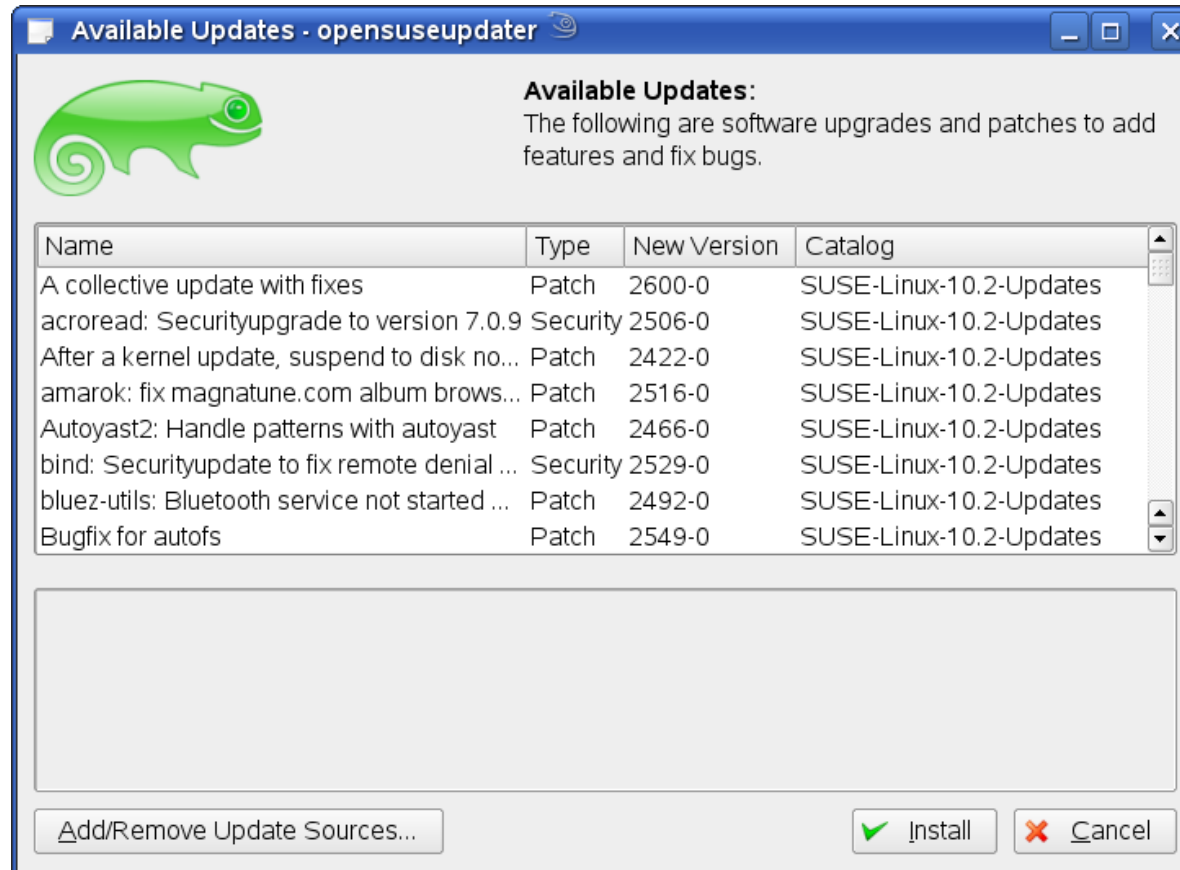 Available Updates - opensuseupdater
Available Updates:
The following are software upgrades and patches to add
features and fix bugs.
Name Type New Version Catalog
A collective update with fixes Patch 2600-0 SUSE-Linux-10.2-Updates
acroread: Securityupgrade to version 7.0.9 Security 2506-0 SUSE-Linux-10.2-Updates
After a kernel update, suspend to disk no... Patch 2422-0 SUSE-Linux-10.2-Updates
amarok: fix magnatune.com album brows... Patch 2516-0 SUSE-Linux-10.2-Updates
Autoyast2: Handle patterns with autoyast Patch 2466-0 SUSE-Linux-10.2-Updates
bind: Securityupdate to fix remote denial ... Security 2529-0 SUSE-Linux-10.2-Updates
bluez-utils: Bluetooth service not started ... Patch 2492-0 SUSE-Linux-10.2-Updates
Bugfix for autofs Patch 2549-0 SUSE-Linux-10.2-Updates
Add/Remove Update Sources... Install Cancel